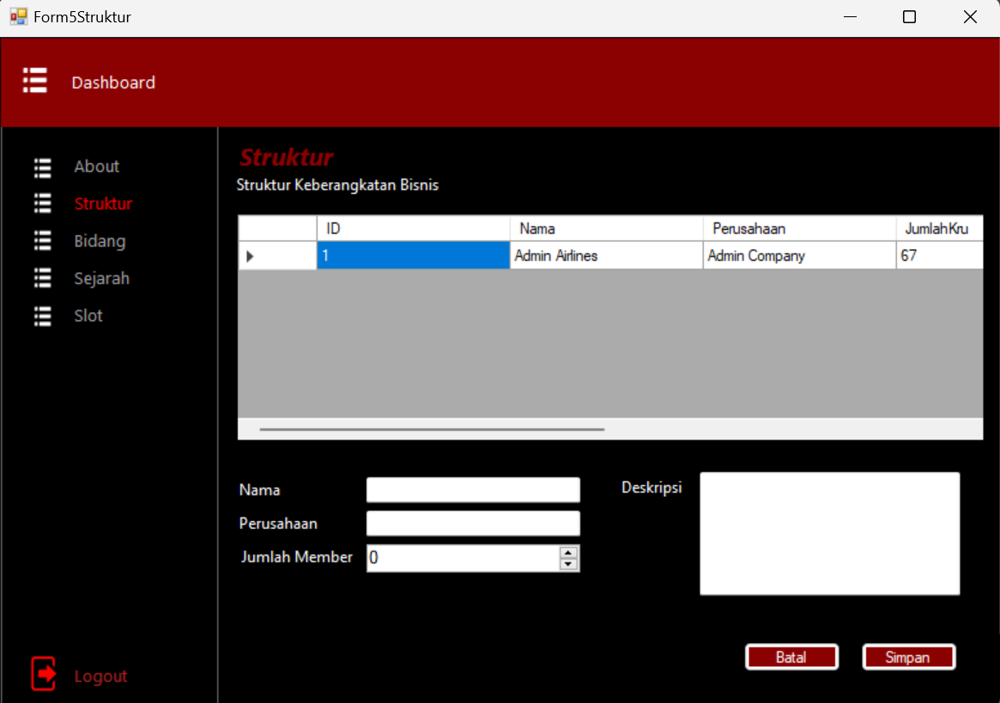 Form5Struktur
Dashboard
About
Struktur
Bidang
Sejarah
Slot
Logout
Struktur
Struktur Keberangkatan Bisnis
ID Nama Perusahaan JumlahKru
1 Admin Airlines Admin Company 67
Nama
Perusahaan
Jumlah Member 0
Deskripsi
Batal Simpan